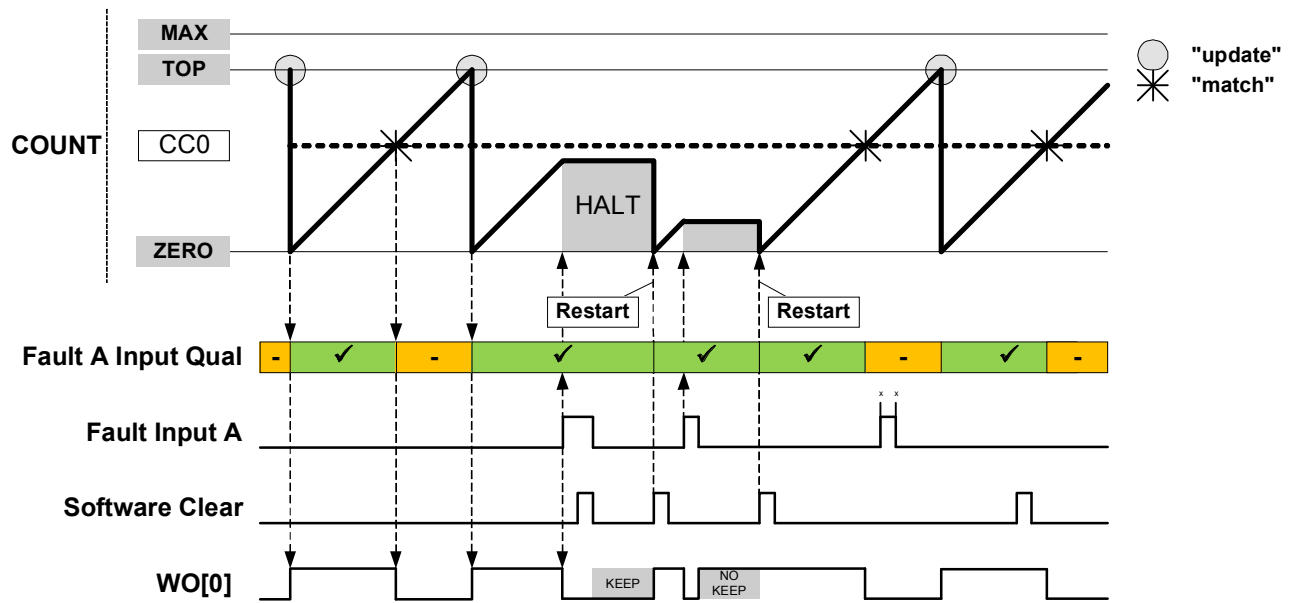 MAX
TOP
"update"
"match"
COUNT
CC0
HALT
ZERO
Restart
Restart
Fault A Input Qual
-
✓
-
✓
✓
✓
-
✓
-
x x
Fault Input A
Software Clear
WO[0]
KEEP
NO
KEEP